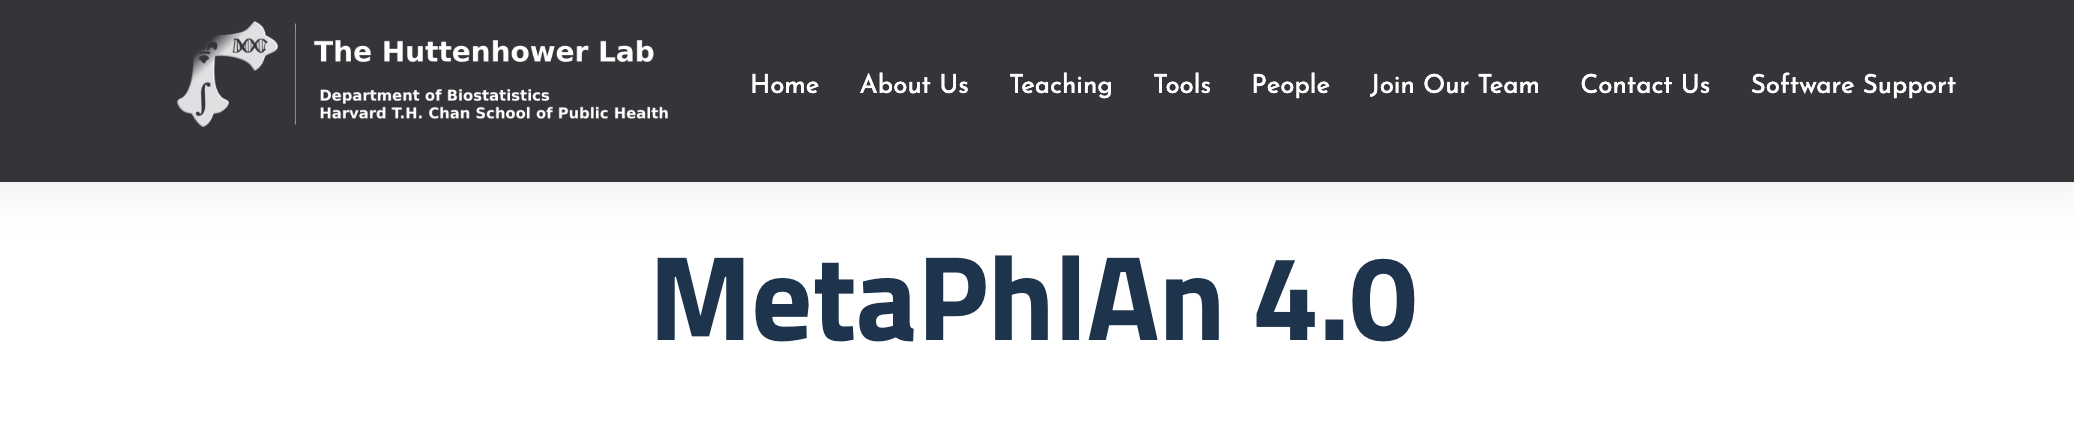 The Huttenhower Lab
Department of Biostatistics
Harvard T.H. Chan School of Public Health
Home About Us Teaching Tools People Join Our Team Contact Us Software Support
MetaPhlAn 4.0